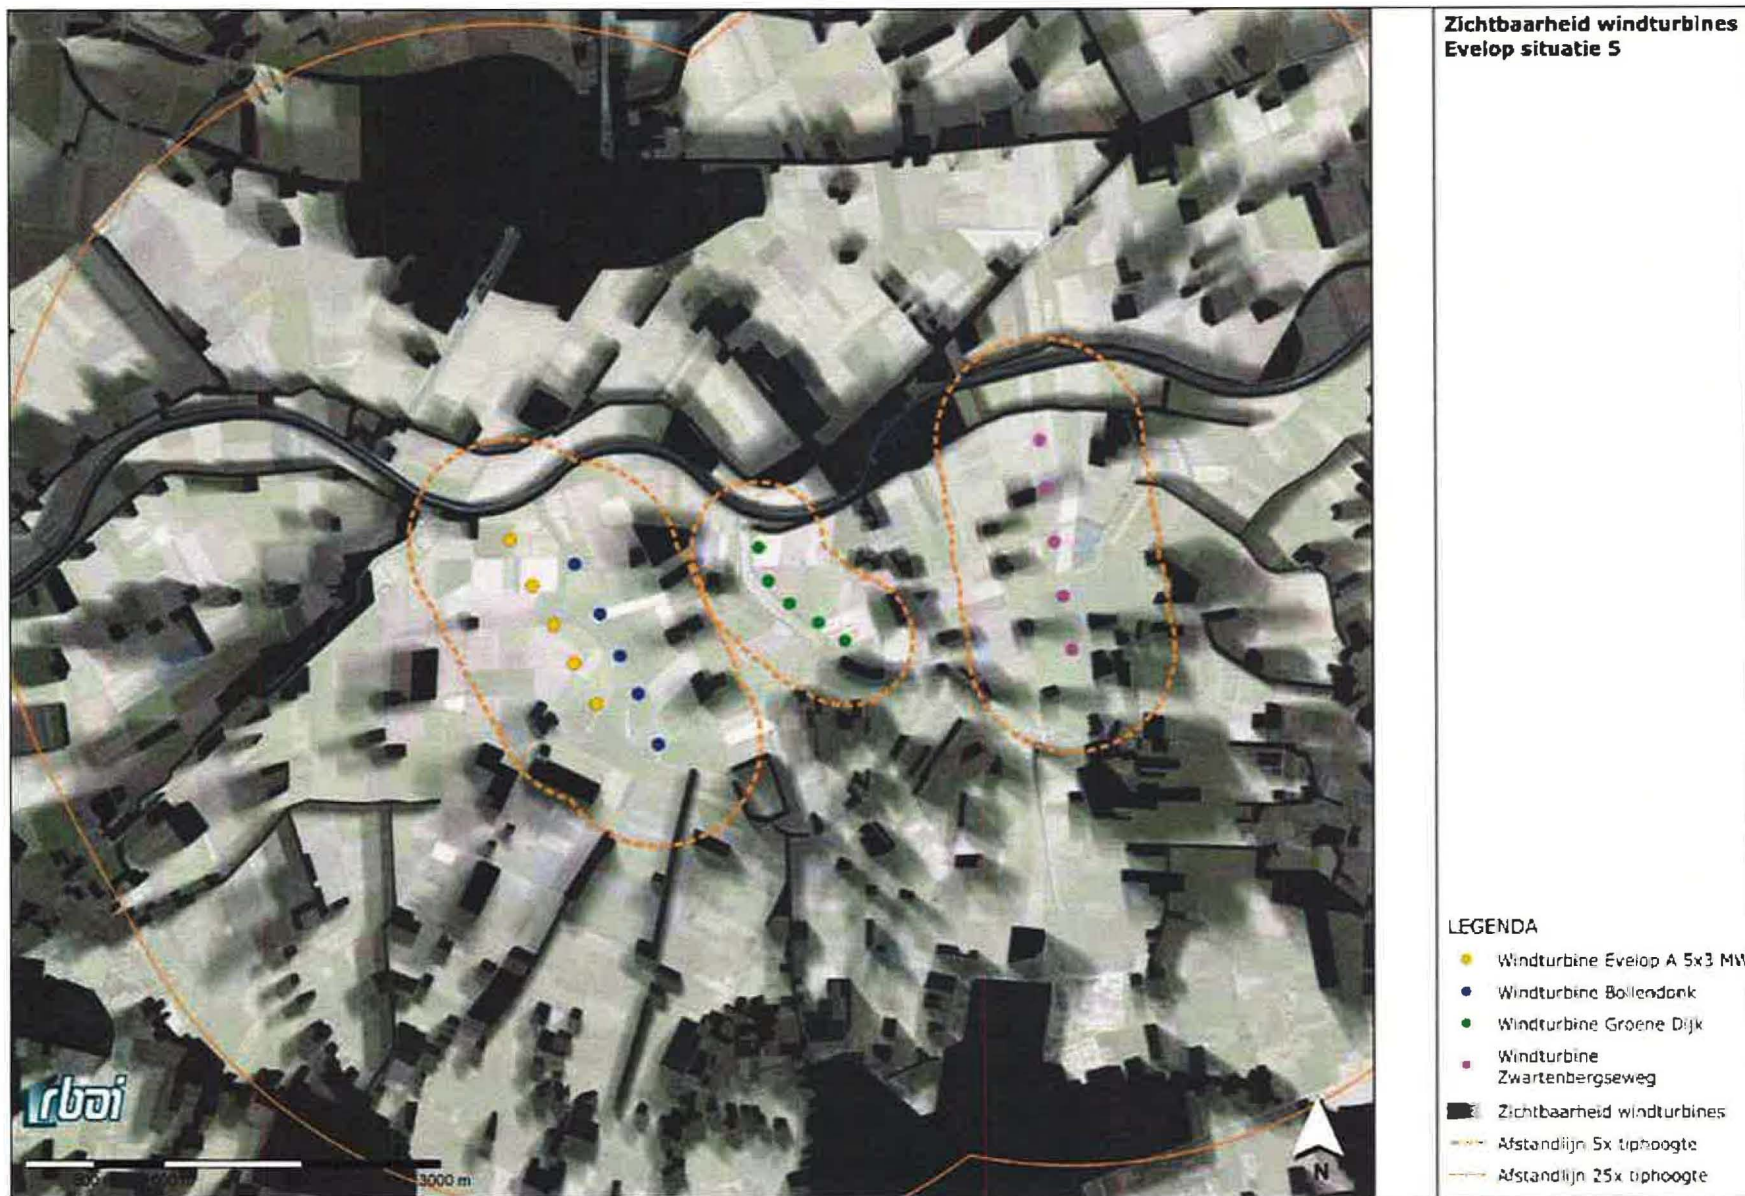 Zichtbaarheid windturbines
Evelop situatie 5
LEGENDA
Windturbine Evelop A 5x3 MW
Windturbine Bollendonk
Windturbine Groene Dijk
Windturbine
Zwartenbergseweg
Zichtbaarheid windturbines
Afstandlijn 5x tiphoogte
Afstandlijn 25x tiphoogte
rboi
3000 m
N